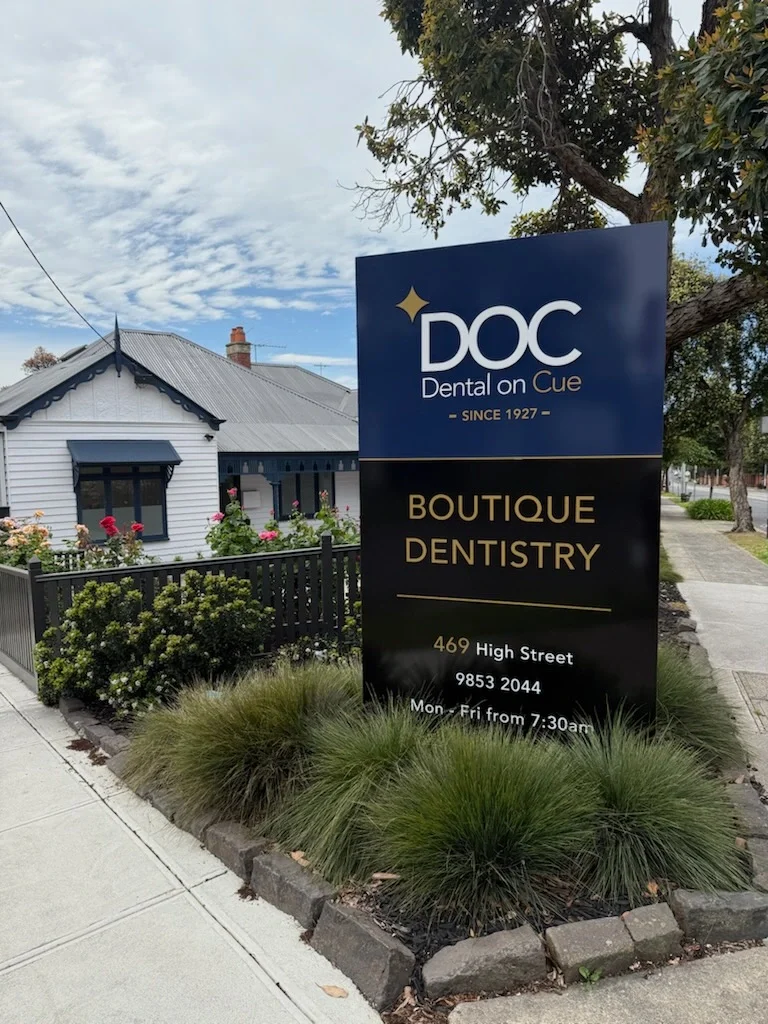 DOC
Dental on Cue
- SINCE 1927 -
BOUTIQUE
DENTISTRY
469 High Street
9853 2044
Mon - Fri from 7:30am